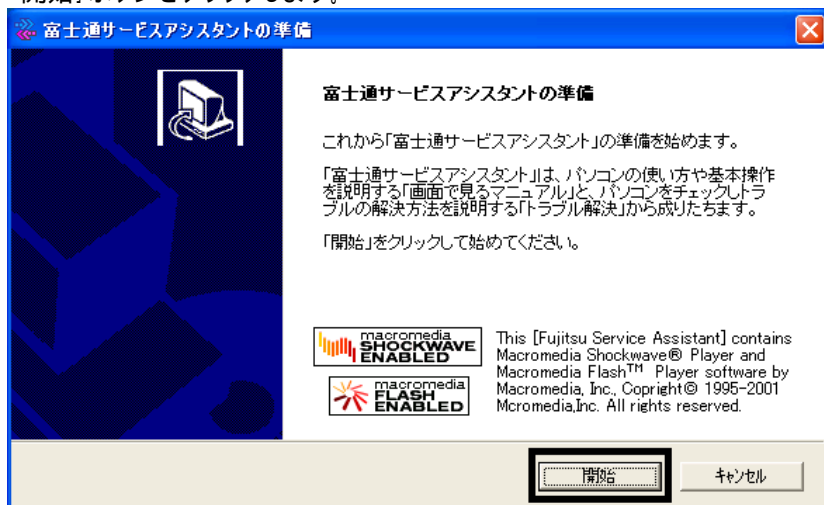 開始」ボタンをクリックします。
富士通サービスアシスタントの準備
富士通サービスアシスタントの準備
これから「富士通サービスアシスタント」の準備を始めます。
「富士通サービスアシスタント」は、パソコンの使い方や基本操作
を説明する「画面で見るマニュアル」と、パソコンをチェックしトラ
ブルの解決方法を説明する「トラブル解決」から成りたちます。
「開始」をクリックして始めてください。
macromedia
SHOCKWAVE
ENABLED
This [Fujitsu Service Assistant] contains
Macromedia Shockwave® Player and
Macromedia Flash™ Player software by
Macromedia, Inc., Copright© 1995-2001
Mcromedia,Inc. All rights reserved.
macromedia
FLASH
ENABLED
開始
キャンセル